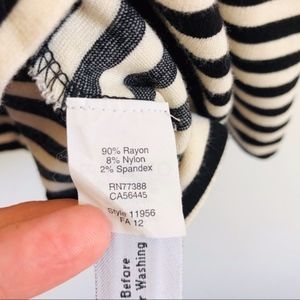 90% Rayon
8% Nylon
2% Spandex
RN77388
CA56445
Style 11956
FA 12
Before
Washing